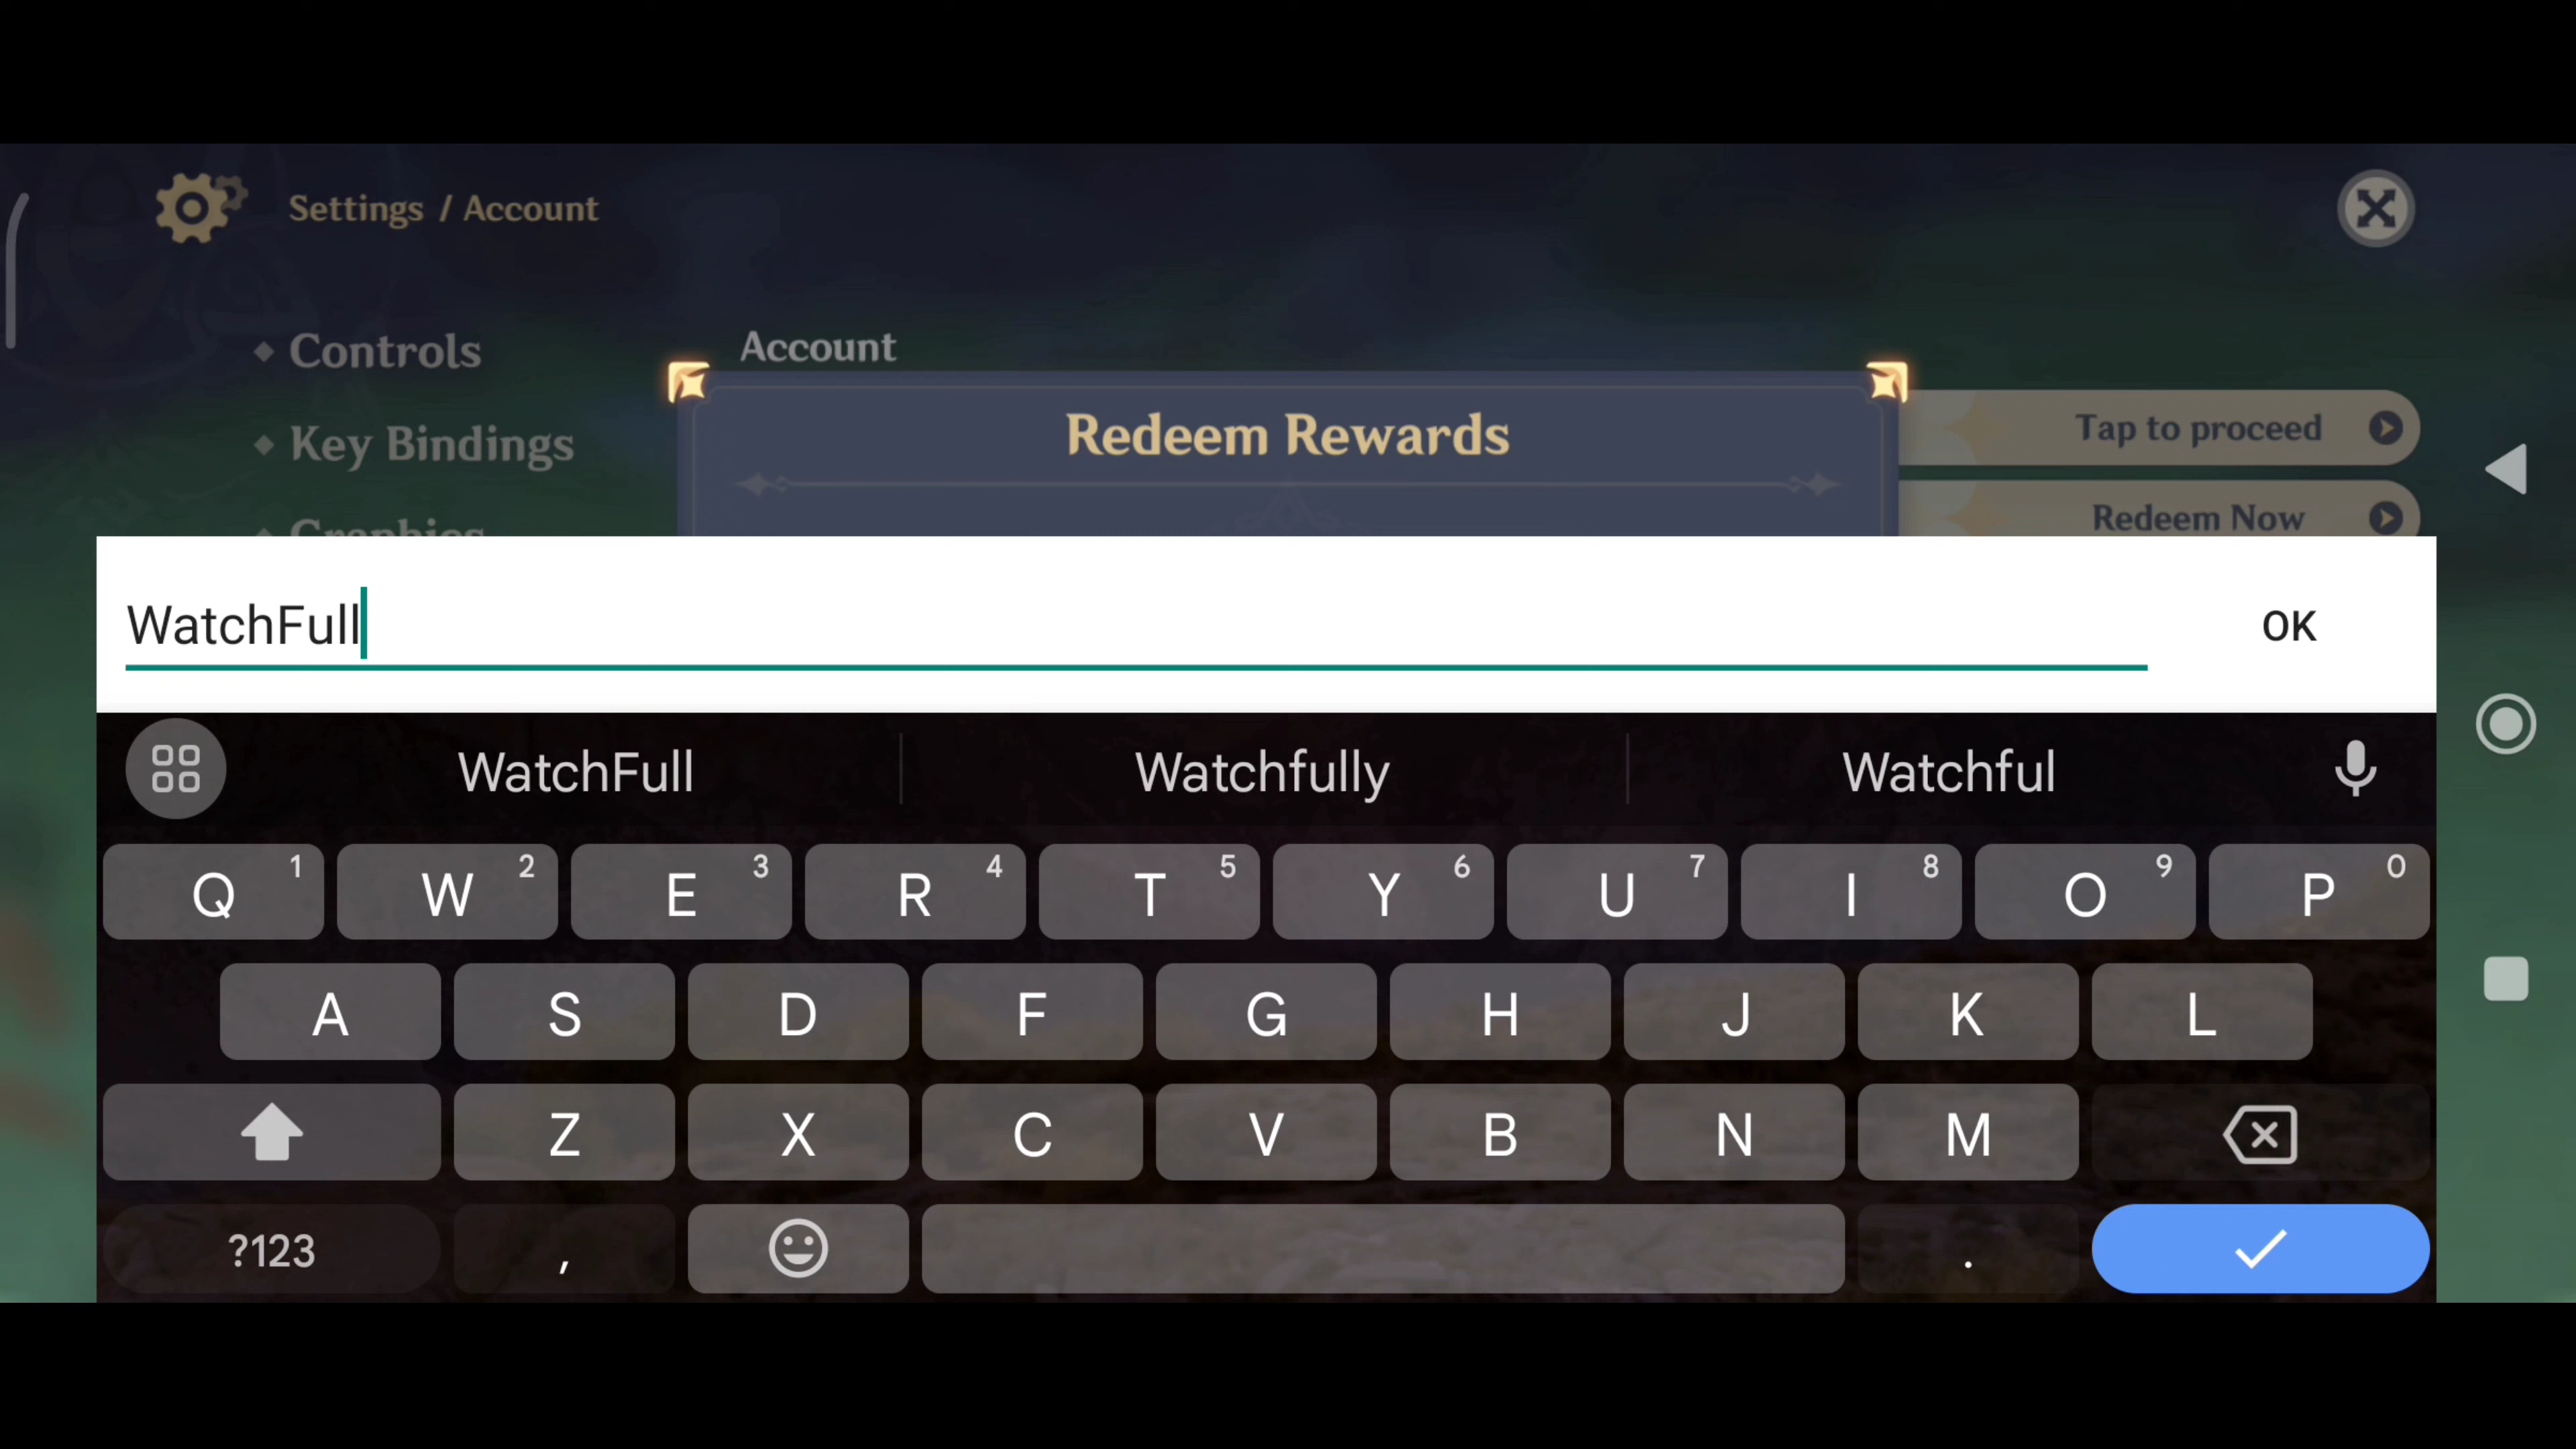 Settings / Account
Controls
Account
Key Bindings
Redeem Rewards
Tap to proceed
Graphics
Redeem Now
WatchFull
OK
WatchFull Watchfully Watchful
Q 1 W 2 E 3 R 4 T 5 Y 6 U 7 I 8 O 9 P 0
A S D F G H J K L
Z X C V B N M
?123 , .